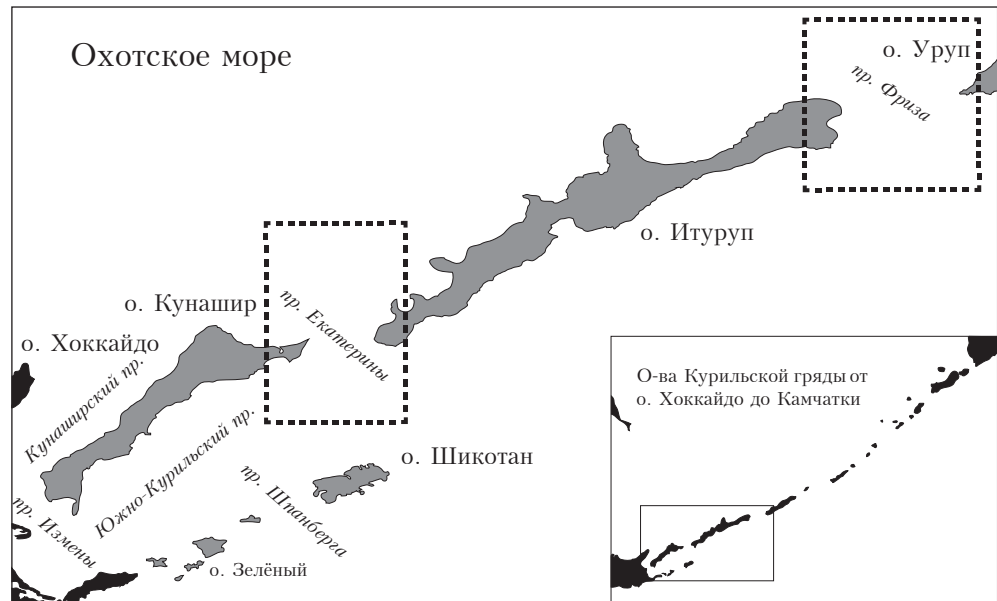 Охотское море
о. Уруп
пр. Фриза
о. Итуруп
о. Кунашир
пр. Екатерины
о. Хоккайдо
Кунаширский пр.
Южно-Курильский пр.
о. Шикотан
пр. Шпанберга
пр. Измены
о. Зелёный
О-ва Курильской гряды от
о. Хоккайдо до Камчатки